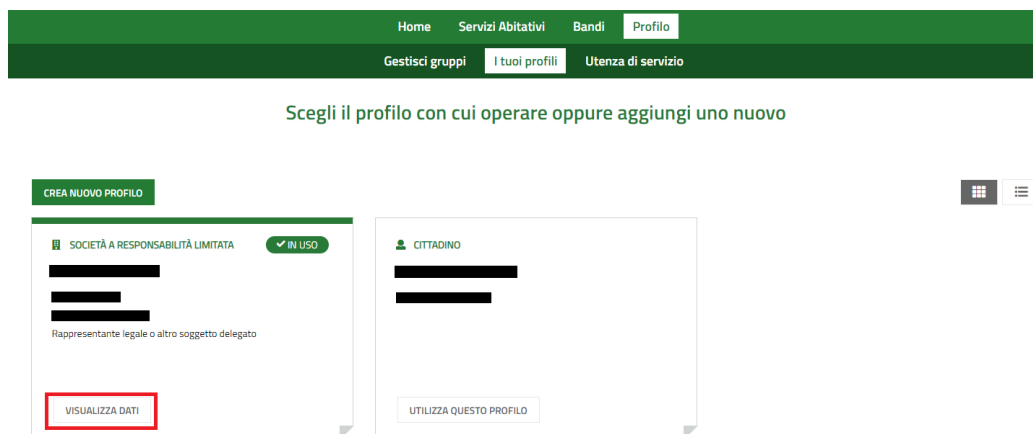 Home Servizi Abitativi Bandi Profilo
Gestisci gruppi I tuoi profili Utenza di servizio
Scegli il profilo con cui operare oppure aggiungi uno nuovo
CREA NUOVO PROFILO
SOCIETÀ A RESPONSABILITÀ LIMITATA IN USO
Rappresentante legale o altro soggetto delegato
VISUALIZZA DATI
CITTADINO
UTILIZZA QUESTO PROFILO